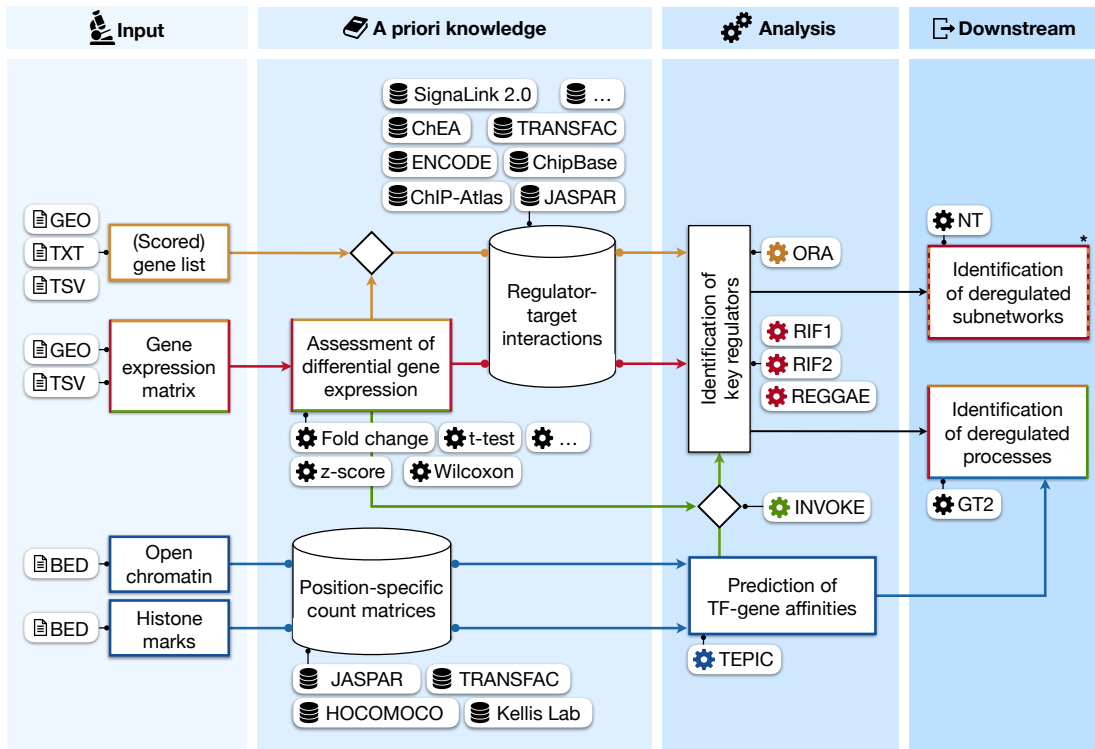 Input
A priori knowledge
Analysis
Downstream
SignaLink 2.0
...
ChEA
TRANSFAC
ENCODE
ChipBase
ChIP-Atlas
JASPAR
GEO
TXT
TSV
(Scored)
gene list
Regulator-
target
interactions
Identification of
key regulators
ORA
NT
*
Identification
of deregulated
subnetworks
GEO
TSV
Gene
expression
matrix
Assessment of
differential gene
expression
RIF1
RIF2
REGGAE
Identification
of deregulated
processes
Fold change
t-test
...
z-score
Wilcoxon
INVOKE
GT2
BED
Open
chromatin
BED
Histone
marks
Position-specific
count matrices
Prediction of
TF-gene affinities
TEPIC
JASPAR
TRANSFAC
HOCOMOCO
Kellis Lab